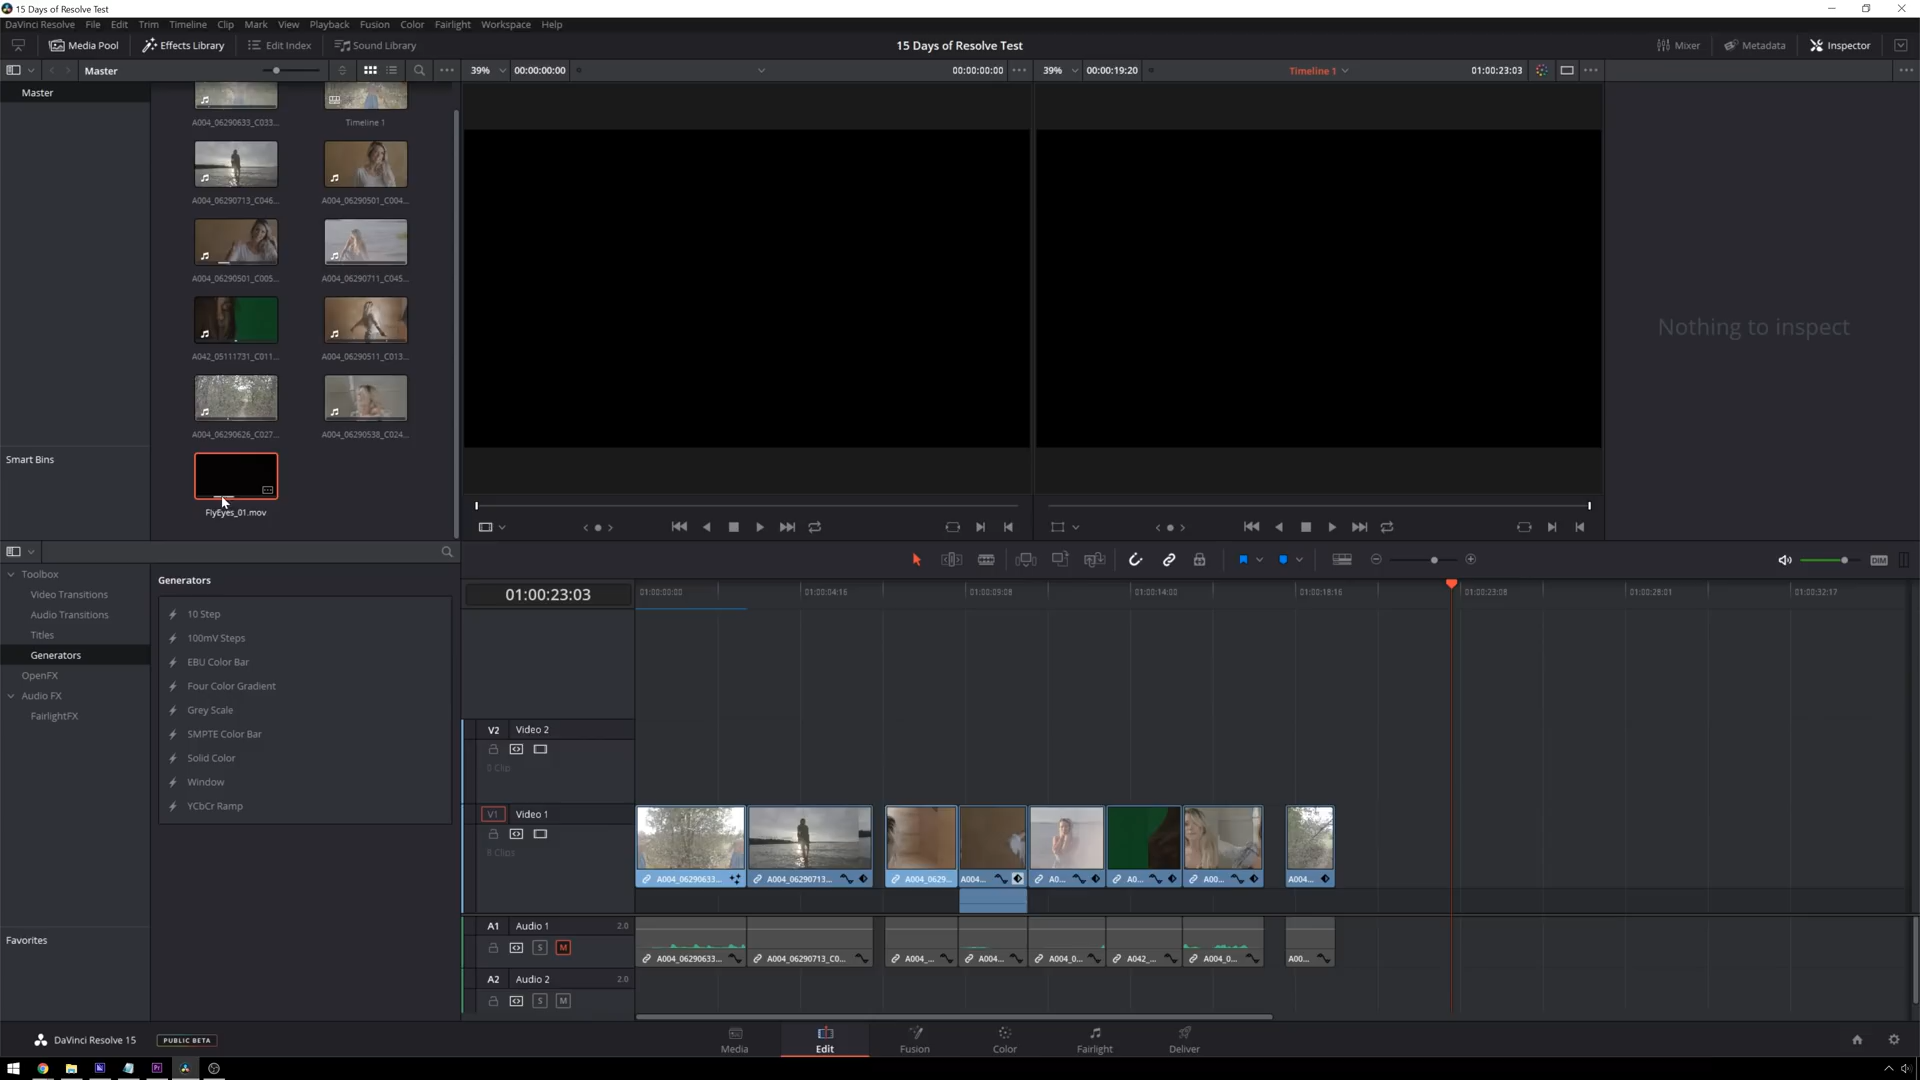 15 Days of Resolve Test
DaVinci Resolve File Edit Trim Timeline Clip Mark View Playback Fusion Color Fairlight Workspace Help
Media Pool Effects Library Edit Index Sound Library 15 Days of Resolve Test Mixer Metadata Inspector
Master 39% 00:00:00:00 00:00:00:00 39% 00:00:19:20 Timeline 1 01:00:23:03
Master
A004_06290633_C033... Timeline 1
A004_06290713_C046... A004_06290501_C004...
A004_06290501_C005... A004_06290711_C045...
Nothing to inspect
A042_05111731_C011... A004_06290511_C013...
A004_06290626_C027... A004_06290538_C024...
Smart Bins
FlyEyes_01.mov
Toolbox
Video Transitions
Audio Transitions
Titles
Generators
OpenFX
Audio FX
FairlightFX
Favorites
Generators
10 Step
100mV Steps
EBU Color Bar
Four Color Gradient
Grey Scale
SMPTE Color Bar
Solid Color
Window
YCbCr Ramp
DIM
01:00:23:03 01:00:00:00 01:00:04:16 01:00:09:08 01:00:14:00 01:00:18:16 01:00:23:08 01:00:28:01 01:00:32:17
V2 Video 2
0 Clip
V1 Video 1
8 Clips
A004_06290633... A004_06290713... A004_0629... A004... A0... A0... A00... A004...
A1 Audio 1 2.0
S M
A004_06290633... A004_06290713_C0... A004_... A004... A004_0... A042_... A004_0... A00...
A2 Audio 2 2.0
S M
DaVinci Resolve 15 PUBLIC BETA Media Edit Fusion Color Fairlight Deliver